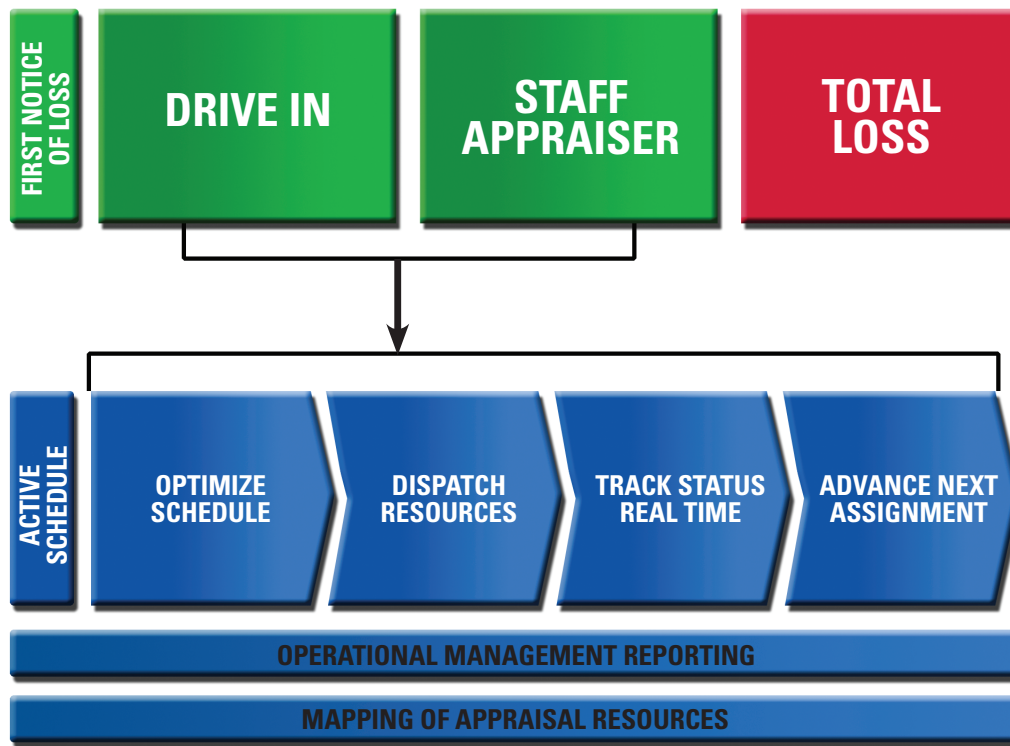 FIRST NOTICE
OF LOSS
DRIVE IN
STAFF
APPRAISER
TOTAL
LOSS
ACTIVE
SCHEDULE
OPTIMIZE
SCHEDULE
DISPATCH
RESOURCES
TRACK STATUS
REAL TIME
ADVANCE NEXT
ASSIGNMENT
OPERATIONAL MANAGEMENT REPORTING
MAPPING OF APPRAISAL RESOURCES